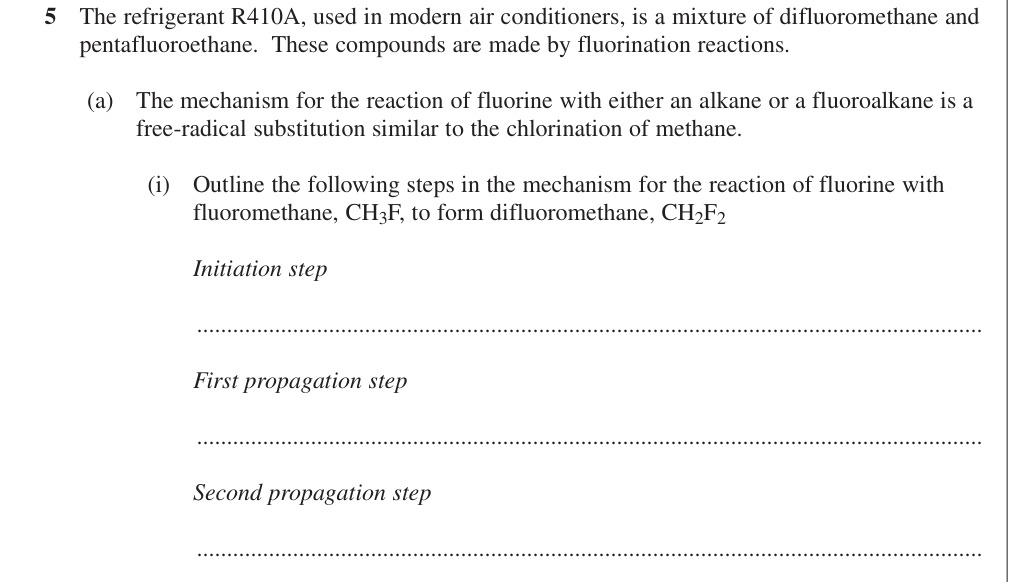 5 The refrigerant R410A, used in modern air conditioners, is a mixture of difluoromethane and
pentafluoroethane. These compounds are made by fluorination reactions.
(a) The mechanism for the reaction of fluorine with either an alkane or a fluoroalkane is a
free-radical substitution similar to the chlorination of methane.
(i) Outline the following steps in the mechanism for the reaction of fluorine with
fluoromethane, CH3F, to form difluoromethane, CH2F2
Initiation step
....................................................................................................................................
First propagation step
....................................................................................................................................
Second propagation step
....................................................................................................................................